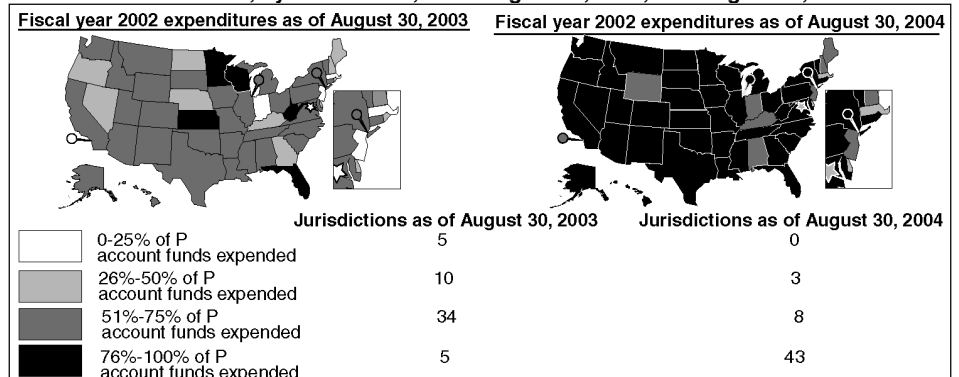 Fiscal year 2002 expenditures as of August 30, 2003
Fiscal year 2002 expenditures as of August 30, 2004
Jurisdictions as of August 30, 2003
Jurisdictions as of August 30, 2004
0-25% of P
account funds expended
5
0
26%-50% of P
account funds expended
10
3
51%-75% of P
account funds expended
34
8
76%-100% of P
account funds expended
5
43